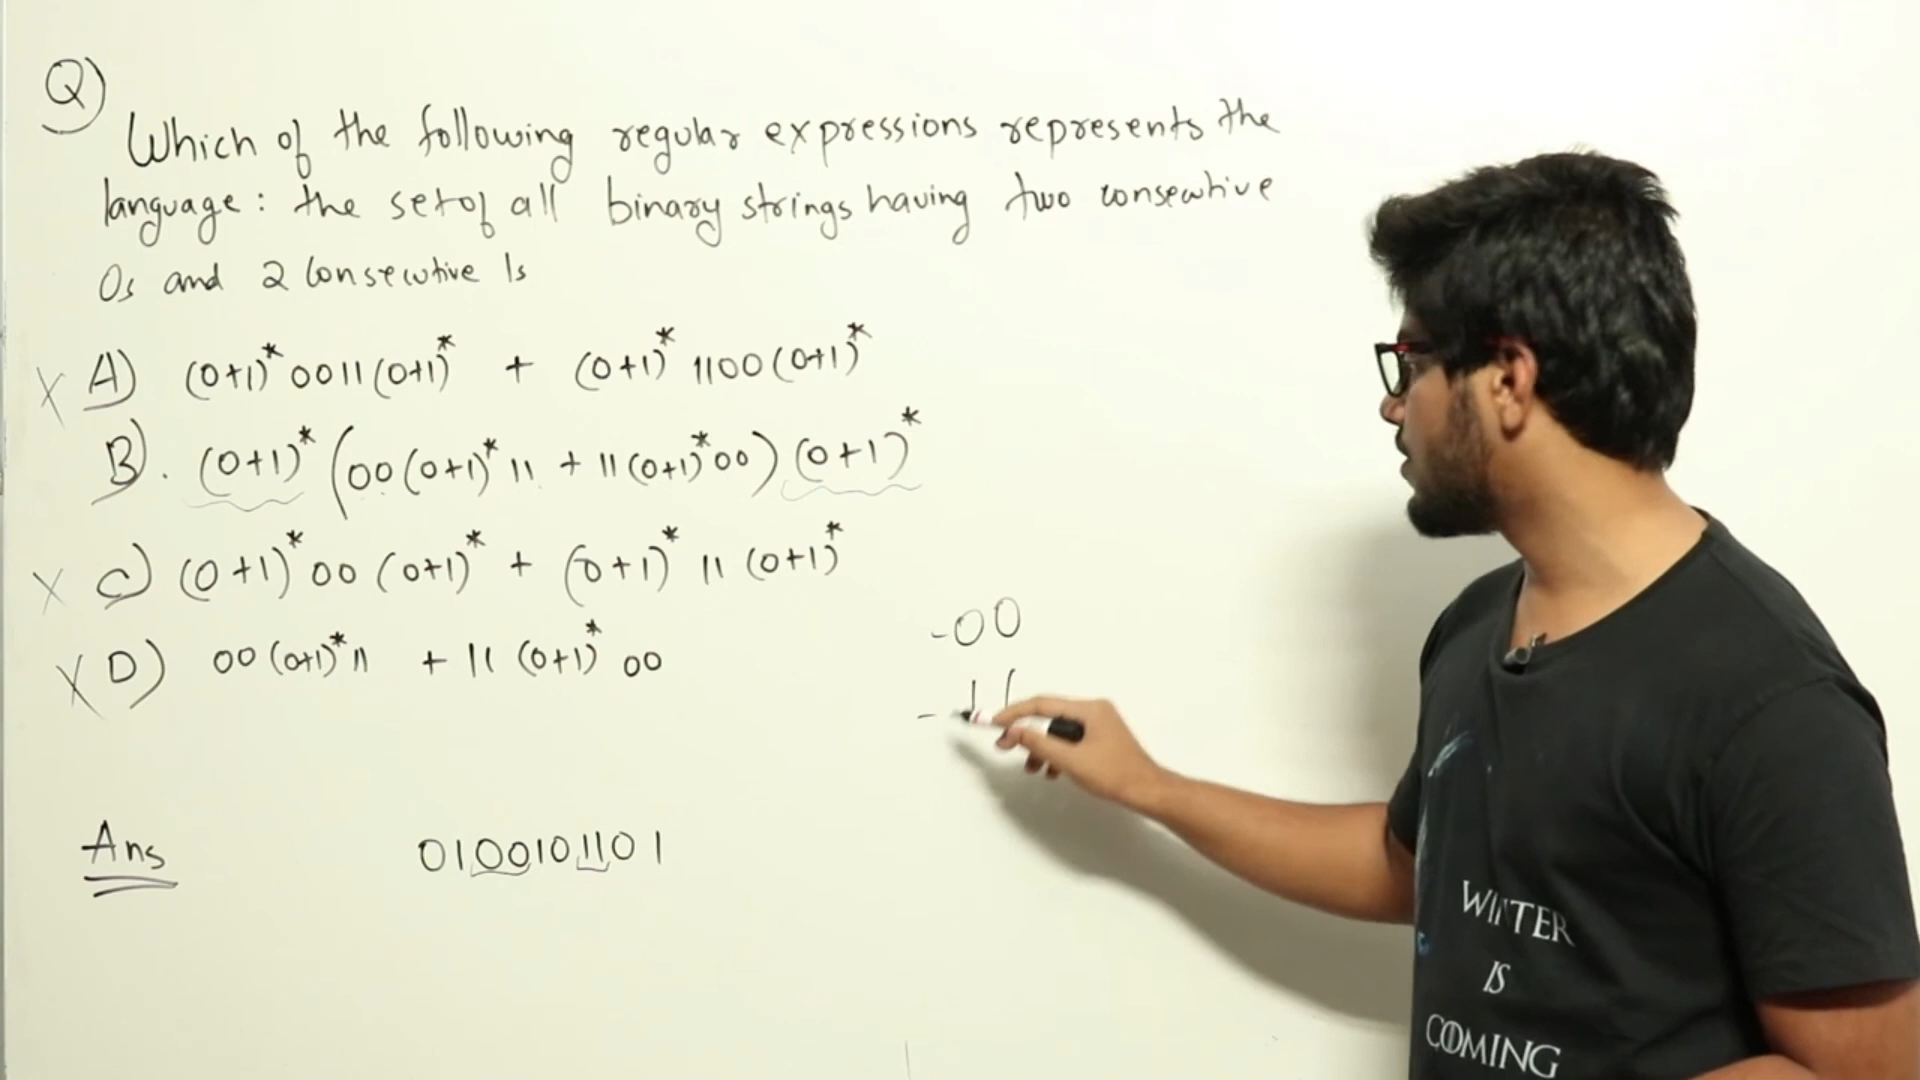 Q)
Which of the following regular expressions represents the
language: the set of all binary strings having two consecutive
0s and 2 consecutive 1s
X A) (0+1)*0011(0+1)* + (0+1)*1100(0+1)*
B). (0+1)*(00(0+1)*11 + 11(0+1)*00)(0+1)*
X C) (0+1)*00(0+1)* + (0+1)*11(0+1)*
X D) 00(0+1)*11 + 11(0+1)*00
-00
-11
Ans 0100101101
WINTER
IS
COMING